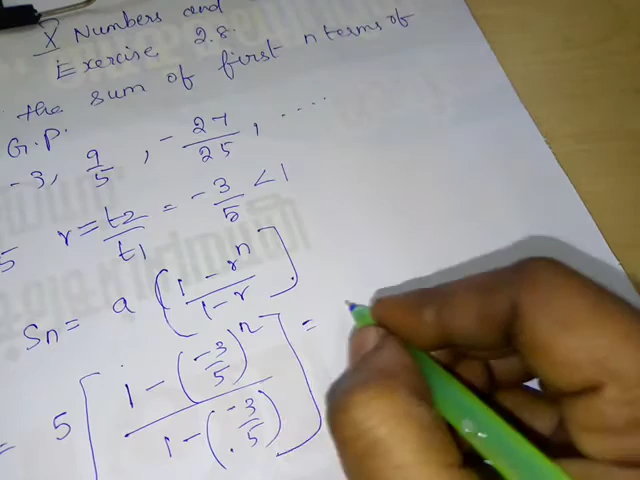 X Numbers and
Exercise 2.8.
the sum of first n terms of
G.P.
-3, 9/5, -27/25, ....
5 r = t2/t1 = -3/5 < 1
Sn = a [(1 - r^n)/(1 - r)]
= 5 [(1 - (-3/5)^n)/(1 - (-3/5))] =